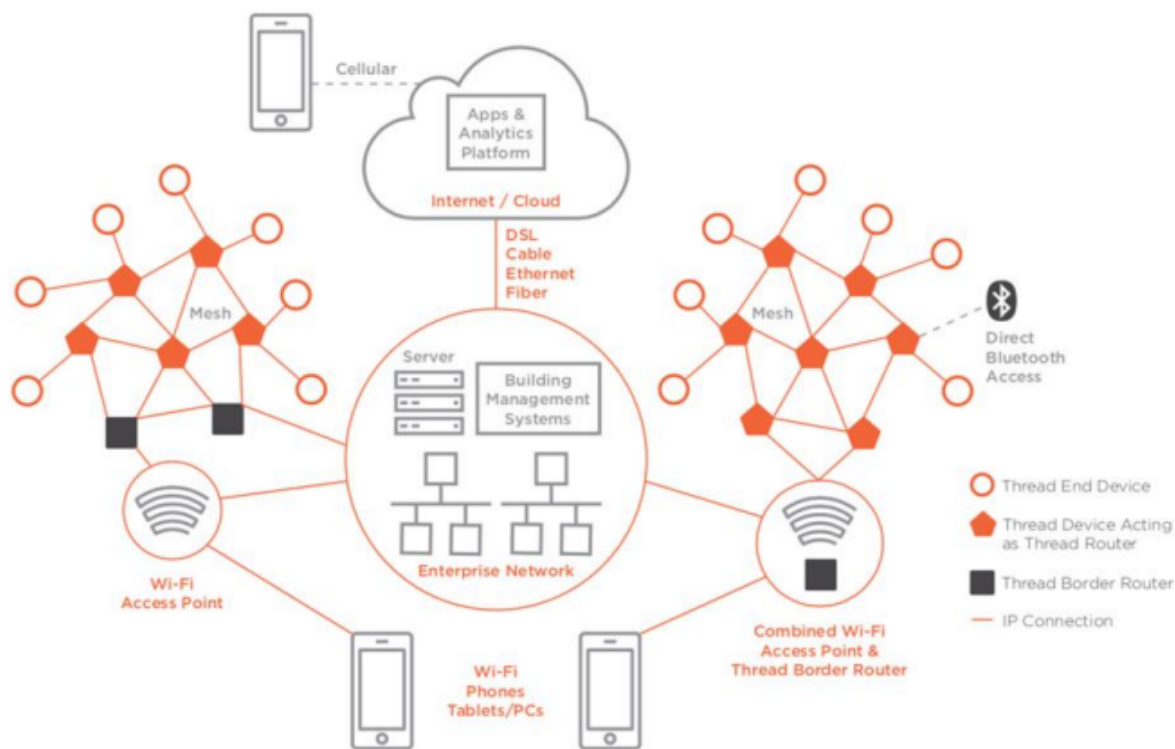 Cellular
Apps &
Analytics
Platform
Internet / Cloud
DSL
Cable
Ethernet
Fiber
Mesh
Mesh
Direct
Bluetooth
Access
Server
Building
Management
Systems
Enterprise Network
Wi-Fi
Access Point
Wi-Fi
Phones
Tablets/PCs
Combined Wi-Fi
Access Point &
Thread Border Router
Thread End Device
Thread Device Acting
as Thread Router
Thread Border Router
IP Connection